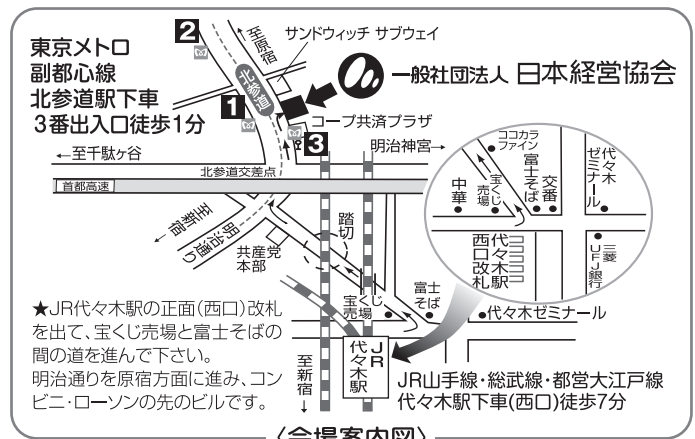 東京メトロ
副都心線
北参道駅下車
3番出入口徒歩1分
2
至原宿
サンドウィッチ サブウェイ
北参道
1
一般社団法人 日本経営協会
コープ共済プラザ
3
←至千駄ヶ谷
明治神宮→
北参道交差点
首都高速
至新宿
明治通り
共産党
本部
踏切
宝くじ
売場
富士
そば
代々木ゼミナール
JR
代々木駅
至新宿
ココカラ
ファイン
代々木
ゼミナール
富士そば
交番
宝くじ
売場
中華
代々木駅
西口改札
三菱
UFJ銀行
★JR代々木駅の正面(西口)改札
を出て、宝くじ売場と富士そばの
間の道を進んで下さい。
明治通りを原宿方面に進み、コン
ビニ・ローソンの先のビルです。
JR山手線・総武線・都営大江戸線
代々木駅下車(西口)徒歩7分
〈会場案内図〉